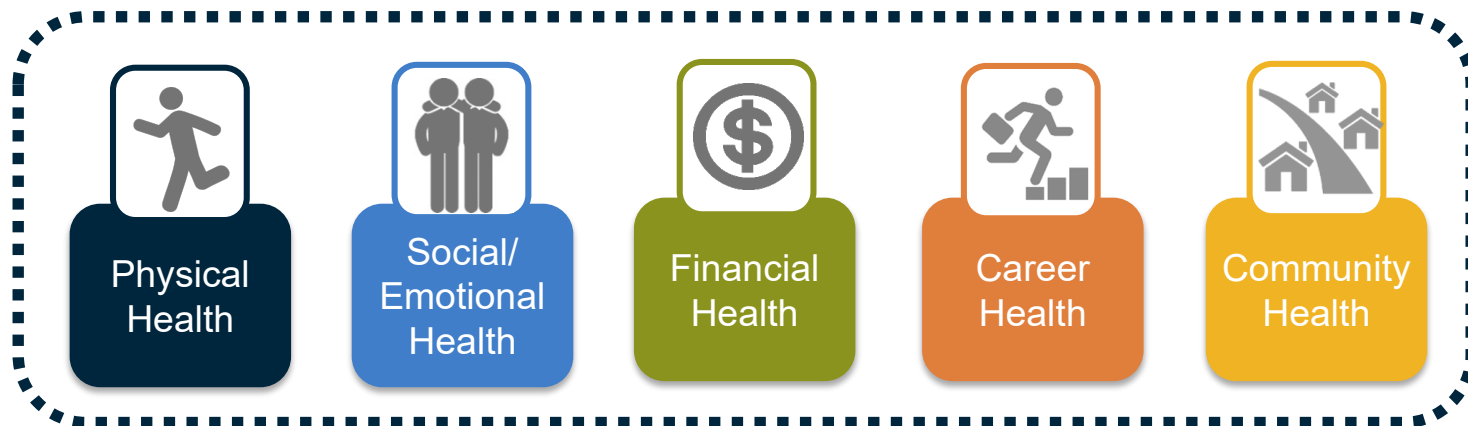 Physical
Health
Social/
Emotional
Health
$
Financial
Health
Career
Health
Community
Health